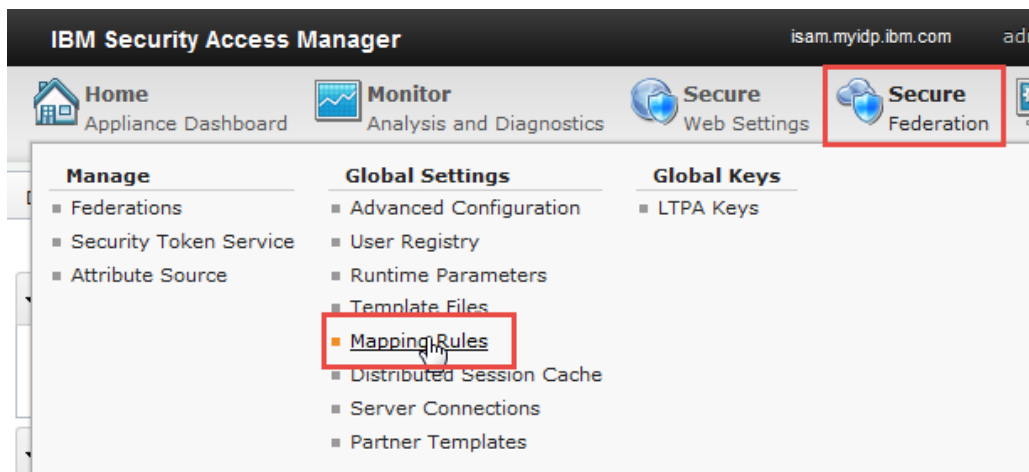 IBM Security Access Manager isam.myidp.ibm.com
Home Monitor Secure Secure
Appliance Dashboard Analysis and Diagnostics Web Settings Federation
Manage Global Settings Global Keys
Federations Advanced Configuration LTPA Keys
Security Token Service User Registry
Attribute Source Runtime Parameters
Template Files
Mapping Rules
Distributed Session Cache
Server Connections
Partner Templates